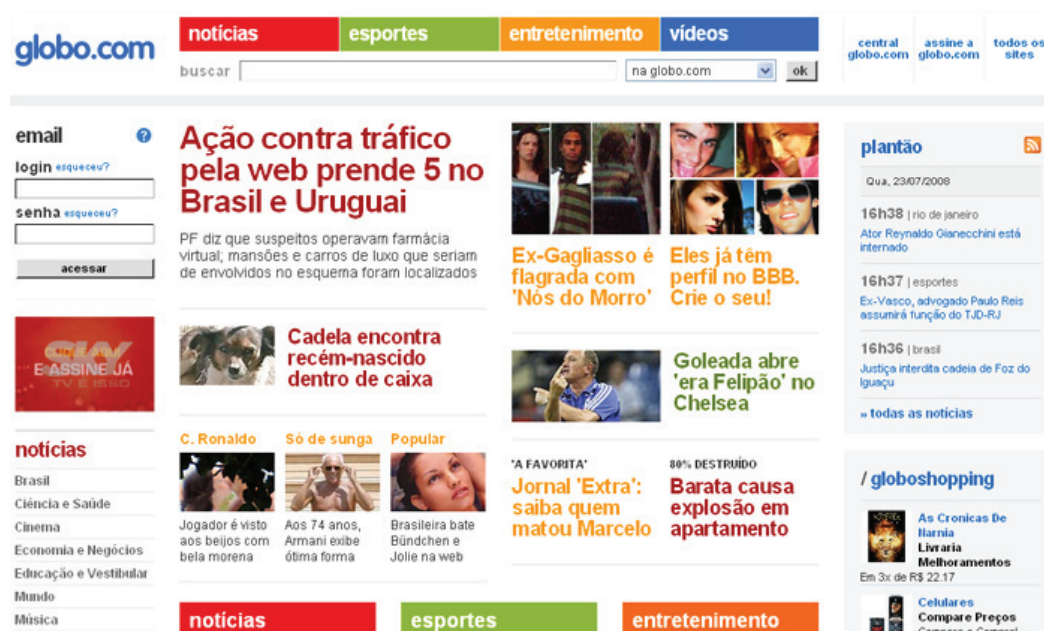 globo.com
notícias
esportes
entretenimento
vídeos
buscar
na globo.com
ok
central
globo.com
assine a
globo.com
todos os
sites
email
?
login esqueceu?
senha esqueceu?
acessar
SKY
CLIQUE AQUI
E ASSINE JÁ
TV É ISSO
notícias
Brasil
Ciência e Saúde
Cinema
Economia e Negócios
Educação e Vestibular
Mundo
Música
Ação contra tráfico
pela web prende 5 no
Brasil e Uruguai
PF diz que suspeitos operavam farmácia
virtual; mansões e carros de luxo que seriam
de envolvidos no esquema foram localizados
Cadela encontra
recém-nascido
dentro de caixa
C. Ronaldo
Jogador é visto
aos beijos com
bela morena
Só de sunga
Aos 74 anos,
Armani exibe
ótima forma
Popular
Brasileira bate
Bündchen e
Jolie na web
Ex-Gagliasso é
flagrada com
'Nós do Morro'
Eles já têm
perfil no BBB.
Crie o seu!
Goleada abre
'era Felipão' no
Chelsea
'A FAVORITA'
Jornal 'Extra':
saiba quem
matou Marcelo
80% DESTRUÍDO
Barata causa
explosão em
apartamento
plantão
Qua, 23/07/2008
16h38 | rio de janeiro
Ator Reynaldo Gianecchini está
internado
16h37 | esportes
Ex-Vasco, advogado Paulo Reis
assumirá função do TJD-RJ
16h36 | brasil
Justiça interdita cadeia de Foz do
Iguaçu
» todas as notícias
/ globoshopping
As Cronicas De
Narnia
Livraria
Melhoramentos
Em 3x de R$ 22.17
Celulares
Compare Preços
notícias
esportes
entretenimento